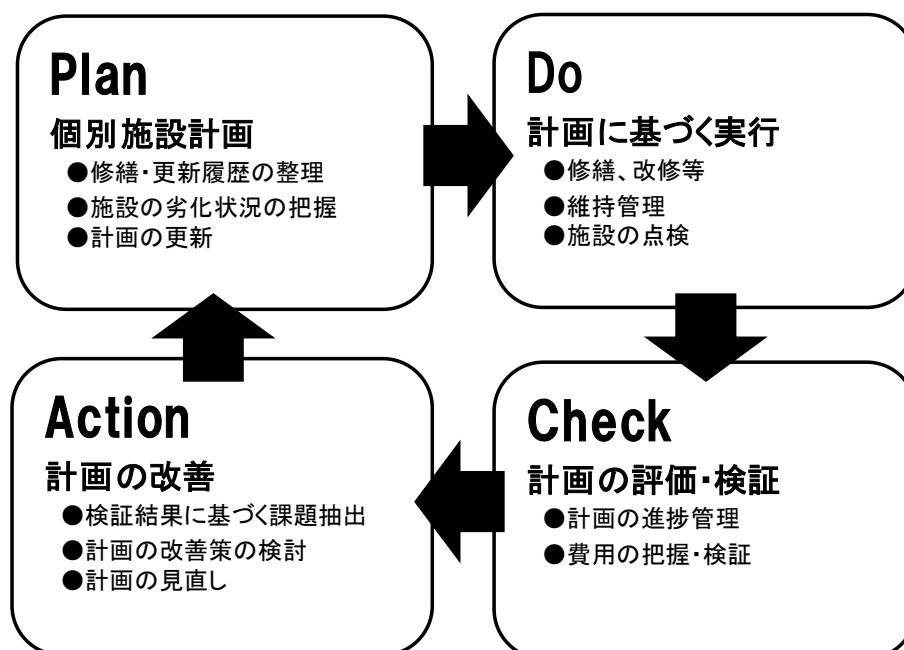 Plan
個別施設計画
●修繕・更新履歴の整理
●施設の劣化状況の把握
●計画の更新
Do
計画に基づく実行
●修繕、改修等
●維持管理
●施設の点検
Action
計画の改善
●検証結果に基づく課題抽出
●計画の改善策の検討
●計画の見直し
Check
計画の評価・検証
●計画の進捗管理
●費用の把握・検証